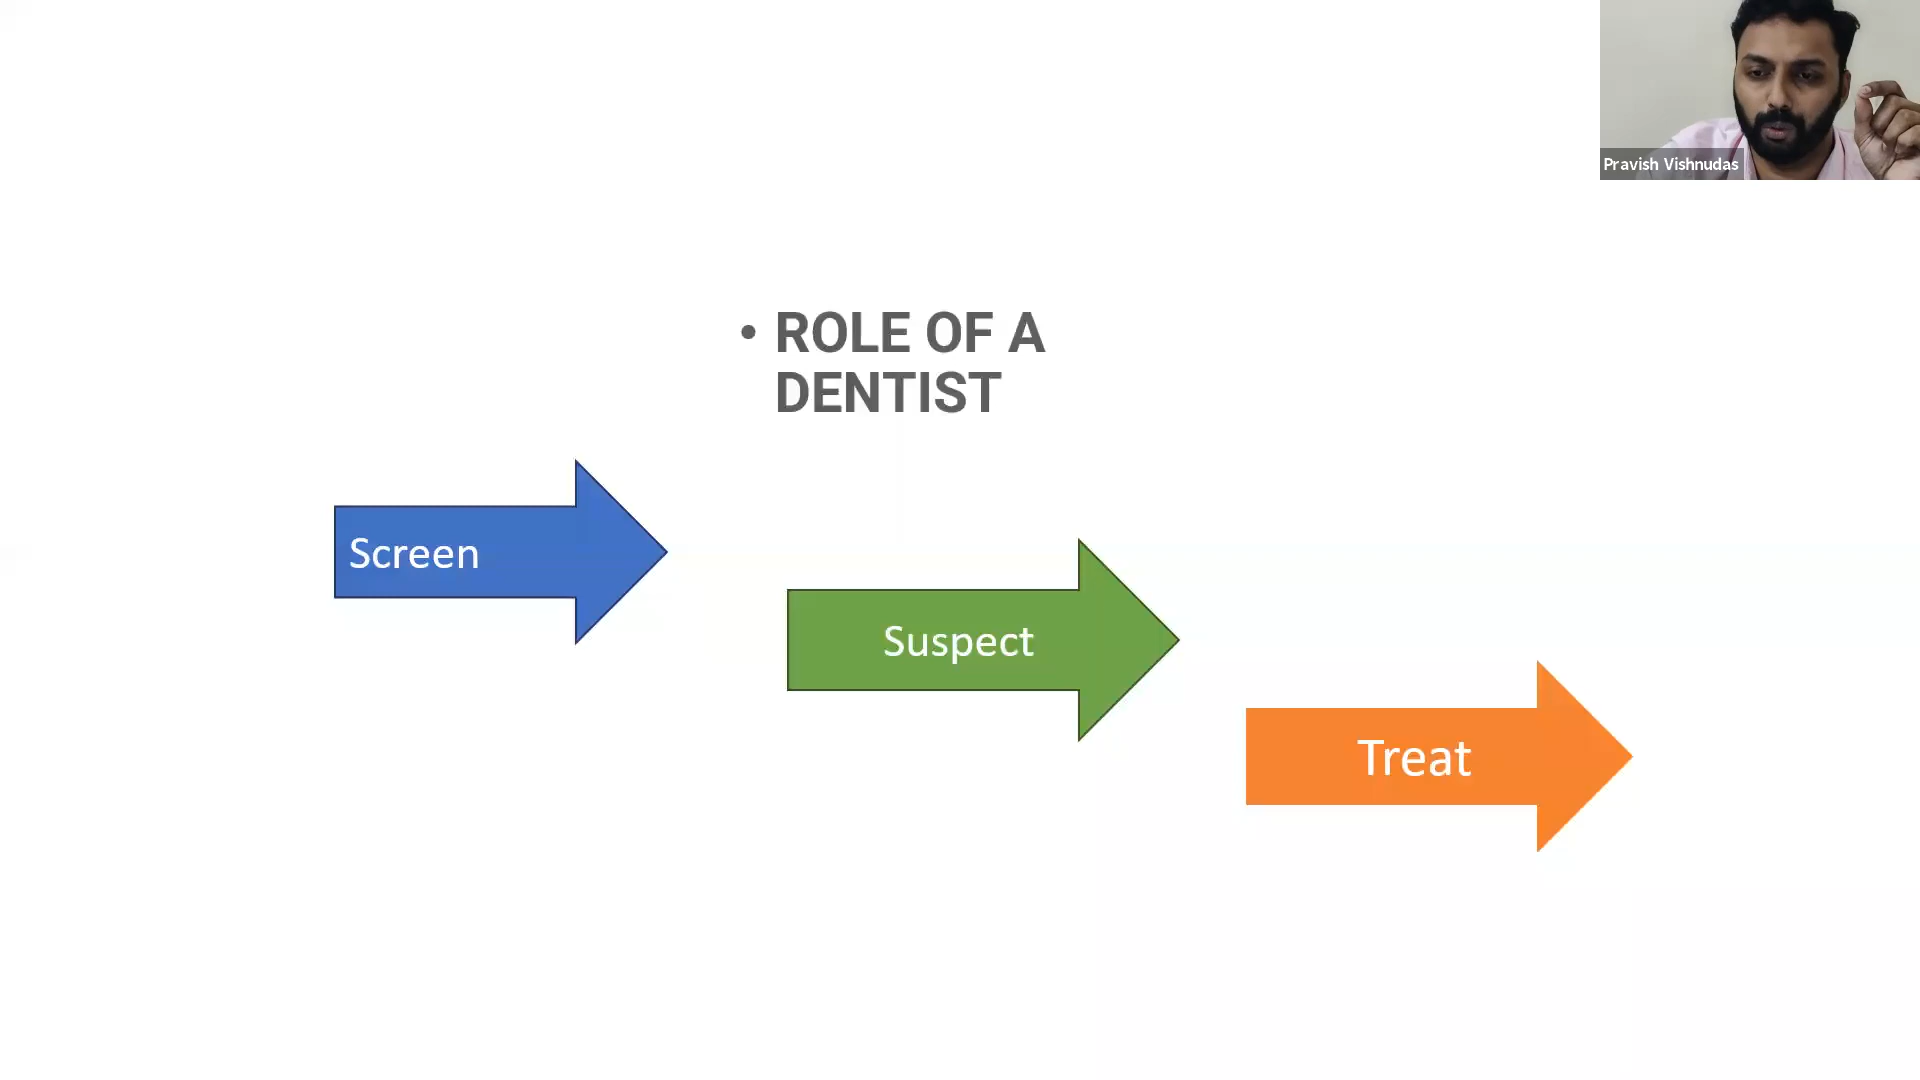 Pravish Vishnudas
• ROLE OF A
DENTIST
Screen
Suspect
Treat